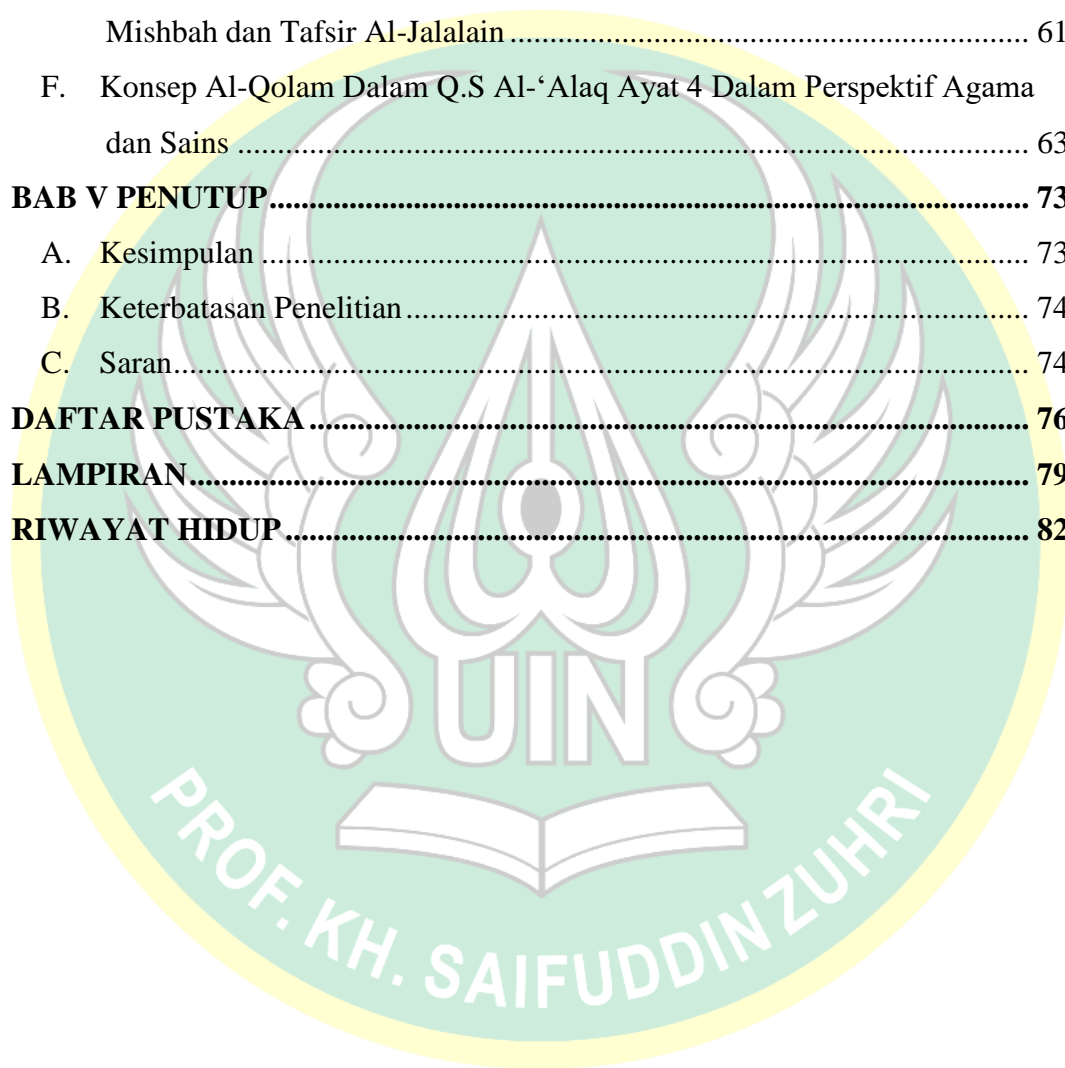 Mishbah dan Tafsir Al-Jalalain ........................................................................ 61
F. Konsep Al-Qolam Dalam Q.S Al-‘Alaq Ayat 4 Dalam Perspektif Agama
dan Sains ............................................................................................................. 63
BAB V PENUTUP.................................................................................................. 73
A. Kesimpulan ..................................................................................................... 73
B. Keterbatasan Penelitian ................................................................................... 74
C. Saran................................................................................................................ 74
DAFTAR PUSTAKA ............................................................................................. 76
LAMPIRAN............................................................................................................ 79
RIWAYAT HIDUP ................................................................................................ 82
UIN
PROF. KH. SAIFUDDIN ZUHRI